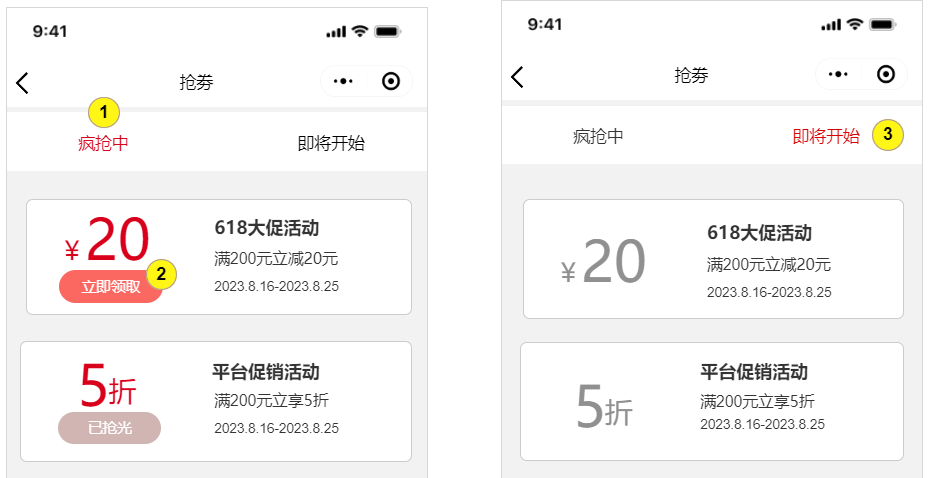 9:41
抢劵
1
疯抢中
即将开始
¥20
立即领取
2
618大促活动
满200元立减20元
2023.8.16-2023.8.25
5折
已抢光
平台促销活动
满200元立享5折
2023.8.16-2023.8.25
9:41
抢劵
疯抢中
即将开始
3
¥20
618大促活动
满200元立减20元
2023.8.16-2023.8.25
5折
平台促销活动
满200元立享5折
2023.8.16-2023.8.25